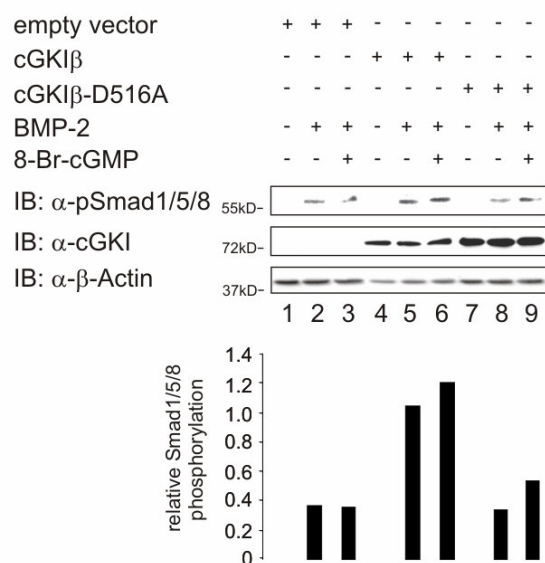 empty vector + + + - - - - - -
cGKIβ - - - + + + - - -
cGKIβ-D516A - - - - - - + + +
BMP-2 - + + - + + - + +
8-Br-cGMP - - + - - + - - +
IB: α-pSmad1/5/8 55kD-
IB: α-cGKI 72kD-
IB: α-β-Actin 37kD-
1 2 3 4 5 6 7 8 9
relative Smad1/5/8
phosphorylation
1.4
1.2
1.0
0.8
0.6
0.4
0.2
0